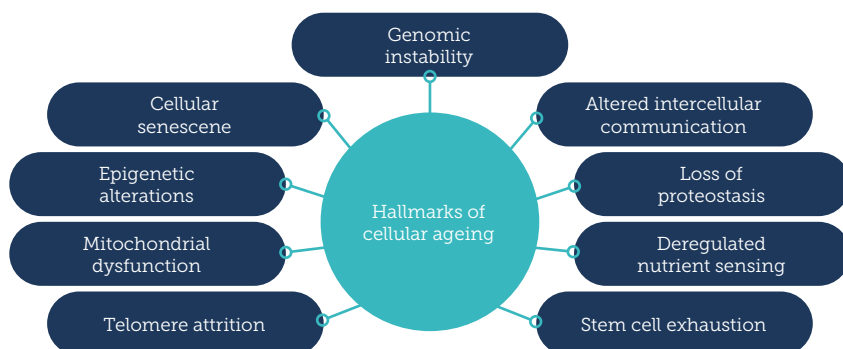 Genomic
instability
Cellular
senescene
Altered intercellular
communication
Epigenetic
alterations
Loss of
proteostasis
Hallmarks of
cellular ageing
Mitochondrial
dysfunction
Deregulated
nutrient sensing
Telomere attrition
Stem cell exhaustion